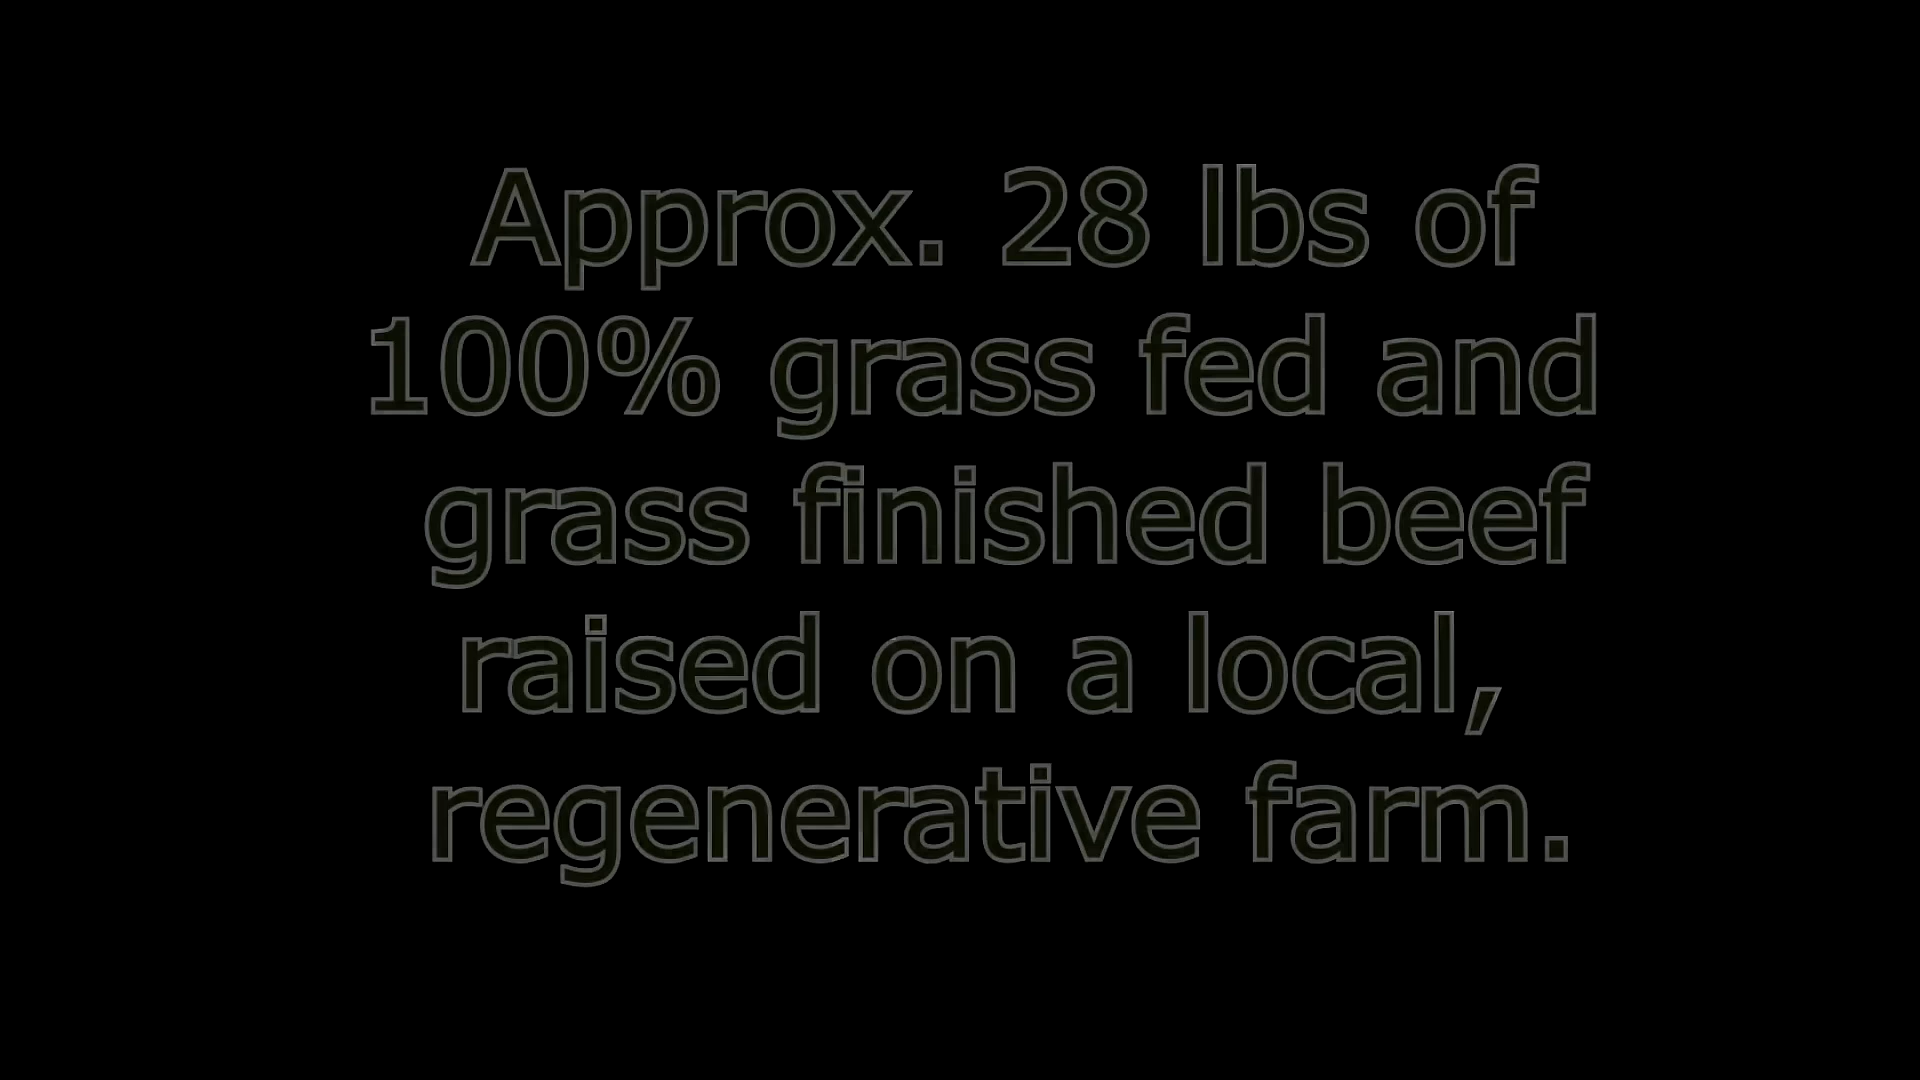 Approx. 28 lbs of
100% grass fed and
grass finished beef
raised on a local,
regenerative farm.